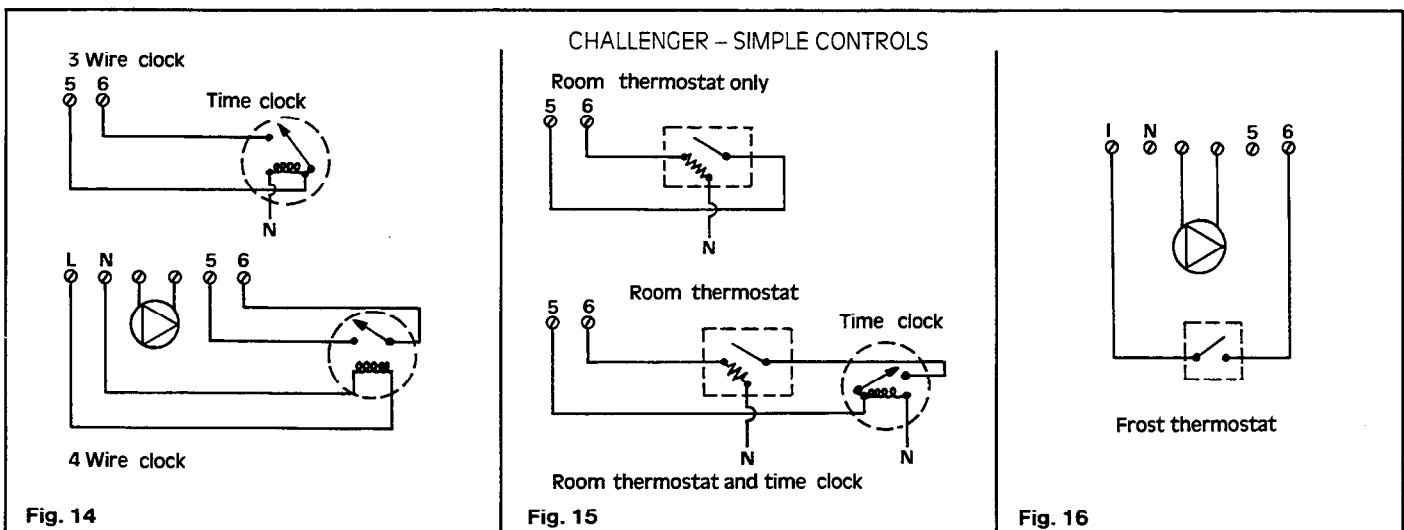 CHALLENGER – SIMPLE CONTROLS
3 Wire clock
5 6
Time clock
N
L N 5 6
4 Wire clock
Fig. 14
Room thermostat only
5 6
N
Room thermostat
5 6
Time clock
N N
Room thermostat and time clock
Fig. 15
I N 5 6
Frost thermostat
Fig. 16